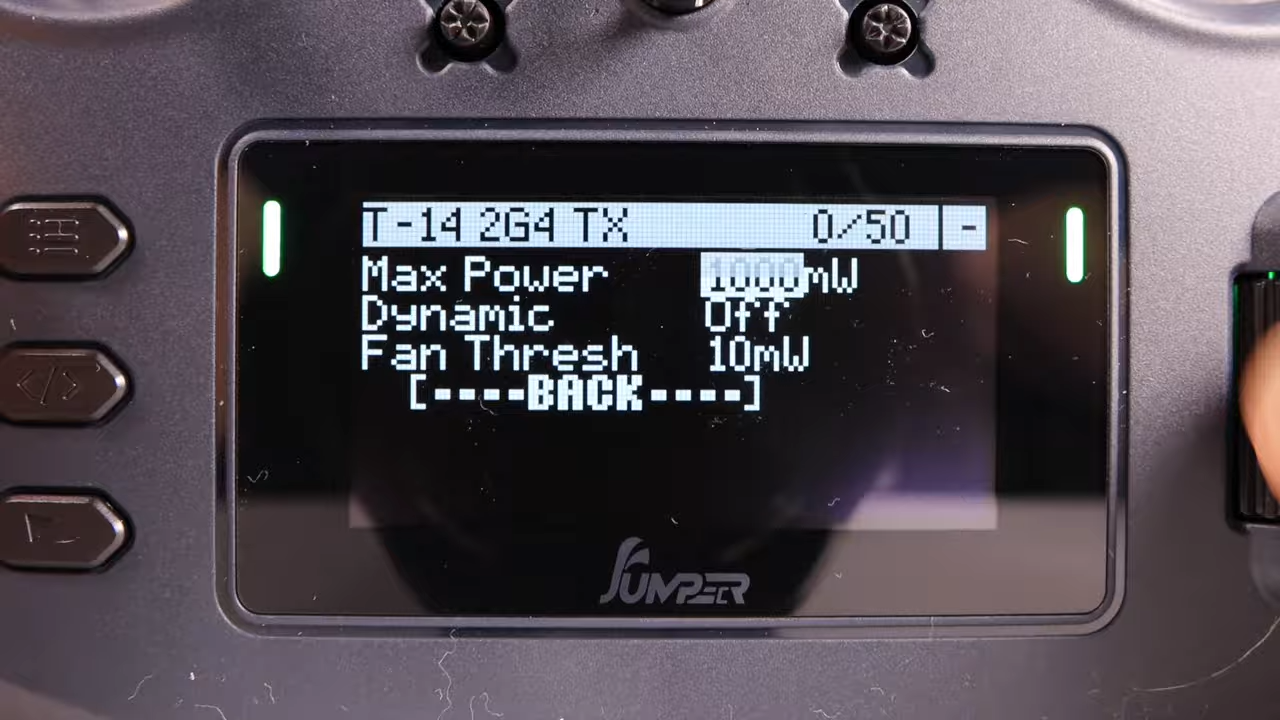 T-14 2G4 TX 0/50 -
Max Power 1000mW
Dynamic Off
Fan Thresh 10mW
[----BACK----]
JUMPER